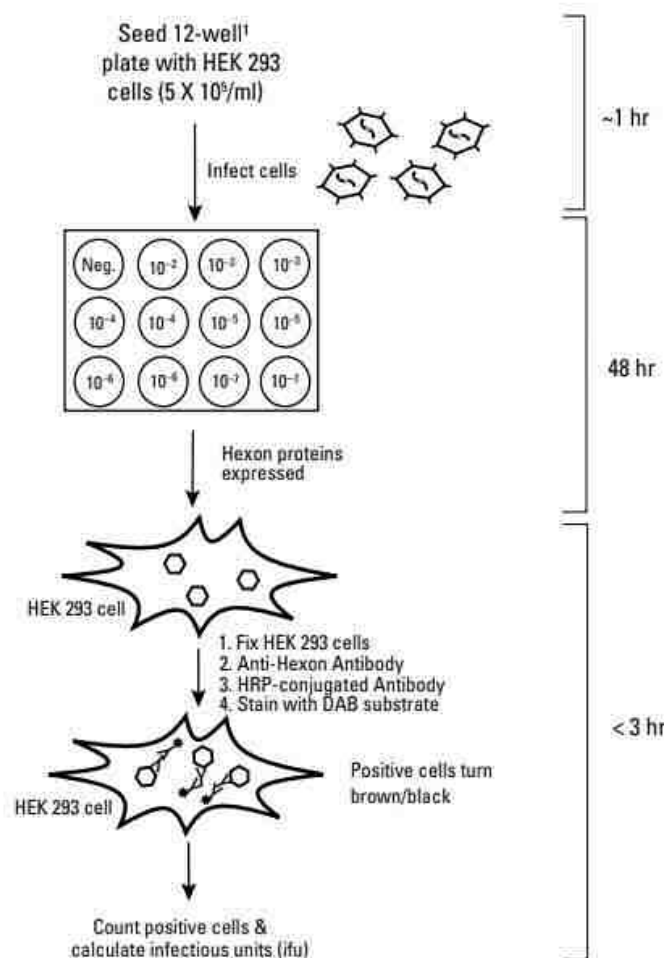 Seed 12-well¹
plate with HEK 293
cells (5 X 10⁵/ml)
~1 hr
Infect cells
Neg. 10⁻² 10⁻² 10⁻³
10⁻⁴ 10⁻⁴ 10⁻⁵ 10⁻⁵
10⁻⁶ 10⁻⁶ 10⁻⁷ 10⁻⁷
48 hr
Hexon proteins
expressed
HEK 293 cell
1. Fix HEK 293 cells
2. Anti-Hexon Antibody
3. HRP-conjugated Antibody
4. Stain with DAB substrate
< 3 hr
Positive cells turn
brown/black
HEK 293 cell
Count positive cells &
calculate infectious units (ifu)